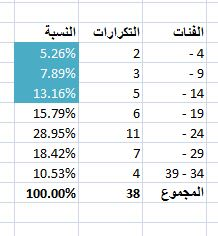 الفئات التكرارات النسبة
4 - 2 5.26%
9 - 3 7.89%
14 - 5 13.16%
19 - 6 15.79%
24 - 11 28.95%
29 - 7 18.42%
34 - 39 4 10.53%
المجموع 38 100.00%